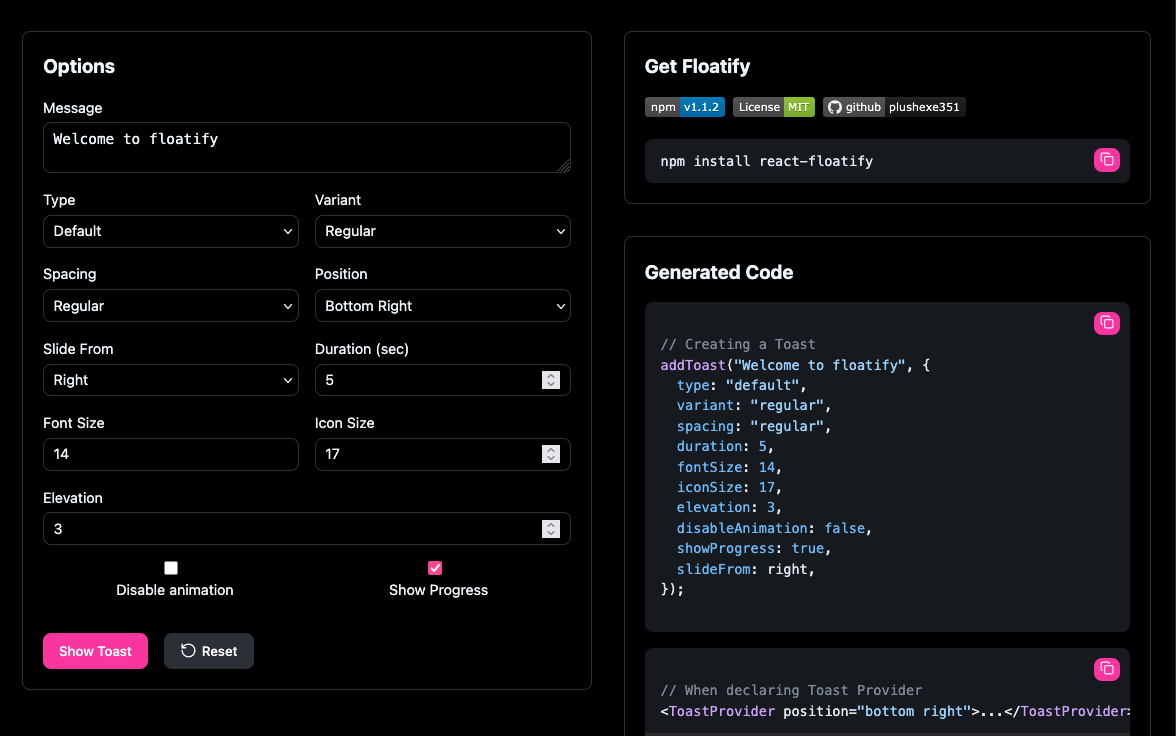 Options
Message
Welcome to floatify
Type
Variant
Default
Regular
Spacing
Position
Regular
Bottom Right
Slide From
Duration (sec)
Right
5
Font Size
Icon Size
14
17
Elevation
3
Disable animation
Show Progress
Show Toast
Reset
Get Floatify
npm v1.1.2
License MIT
github plushexe351
npm install react-floatify
Generated Code
// Creating a Toast
addToast("Welcome to floatify", {
  type: "default",
  variant: "regular",
  spacing: "regular",
  duration: 5,
  fontSize: 14,
  iconSize: 17,
  elevation: 3,
  disableAnimation: false,
  showProgress: true,
  slideFrom: right,
});
// When declaring Toast Provider
<ToastProvider position="bottom right">...</ToastProvider>